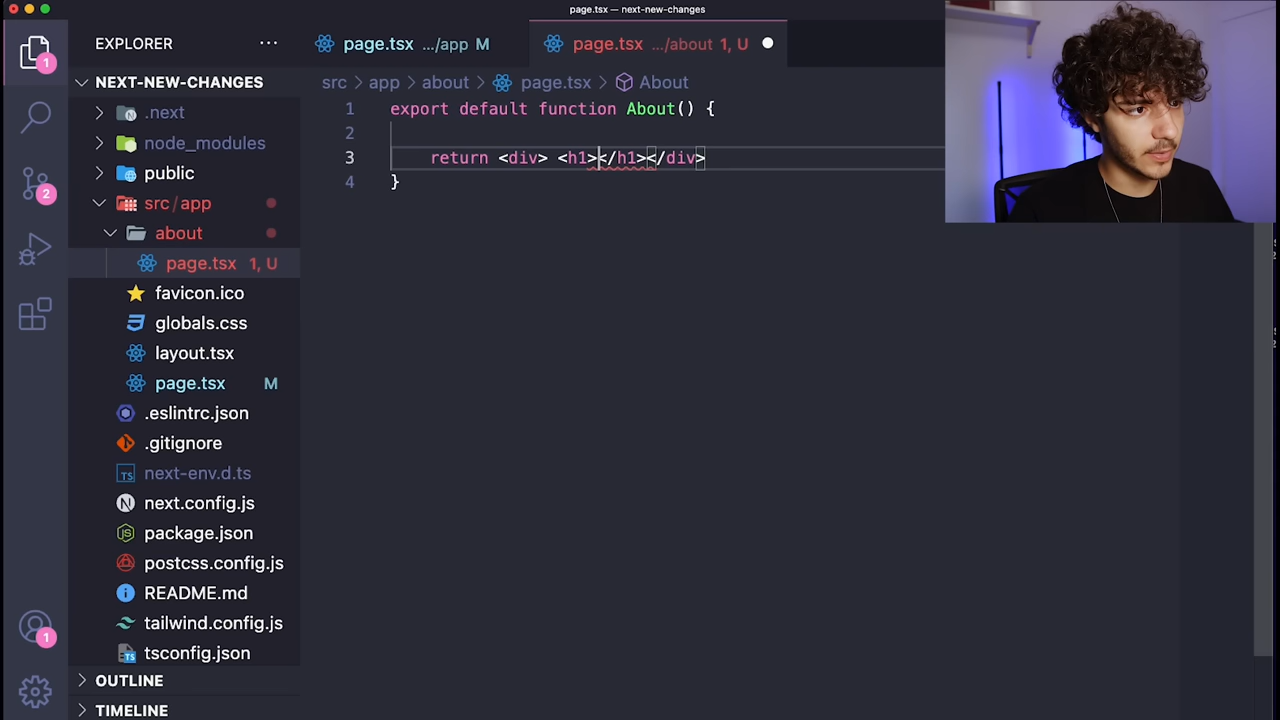 page.tsx — next-new-changes
EXPLORER
page.tsx .../app M
page.tsx .../about 1, U
NEXT-NEW-CHANGES
src > app > about > page.tsx > About
.next
node_modules
public
src/app
about
page.tsx 1, U
favicon.ico
globals.css
layout.tsx
page.tsx M
.eslintrc.json
.gitignore
next-env.d.ts
next.config.js
package.json
postcss.config.js
README.md
tailwind.config.js
tsconfig.json
OUTLINE
TIMELINE
1 export default function About() {
2
3 return <div> <h1></h1></div>
4 }
1
2
1